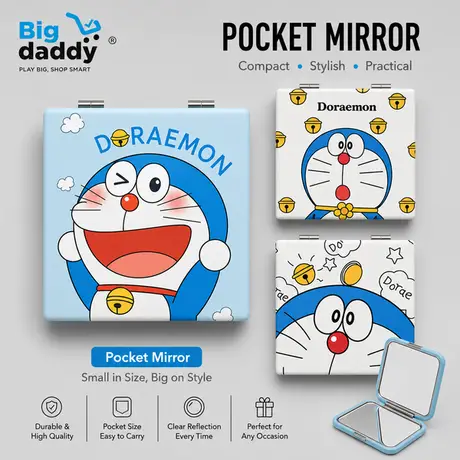 Big
daddy®
PLAY BIG, SHOP SMART
POCKET MIRROR
Compact • Stylish • Practical
DORAEMON
Doraemon
Dorae
Dorae
Pocket Mirror
Small in Size, Big on Style
Durable &
High Quality
Pocket Size
Easy to Carry
Clear Reflection
Every Time
Perfect for
Any Occasion